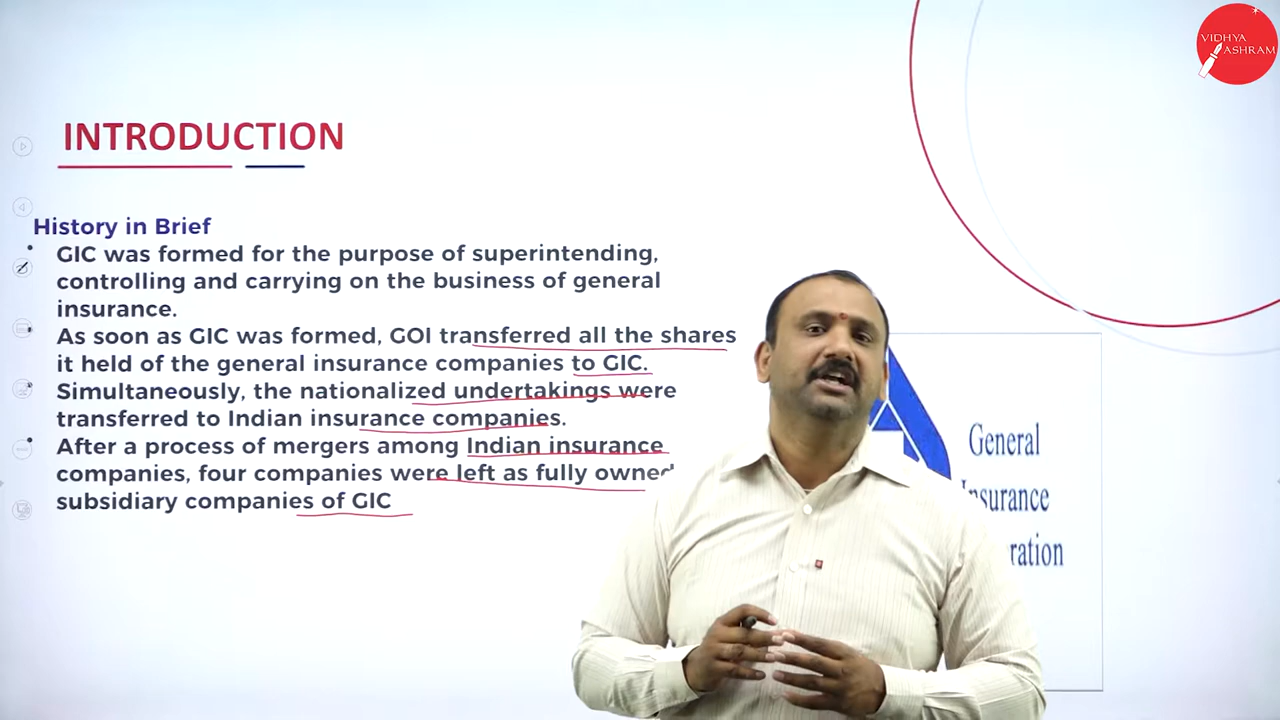 VIDHYA
ASHRAM
INTRODUCTION
History in Brief
• GIC was formed for the purpose of superintending,
controlling and carrying on the business of general
insurance.
As soon as GIC was formed, GOI transferred all the shares
it held of the general insurance companies to GIC.
Simultaneously, the nationalized undertakings were
transferred to Indian insurance companies.
After a process of mergers among Indian insurance
companies, four companies were left as fully owned
subsidiary companies of GIC
General
Insurance
ration